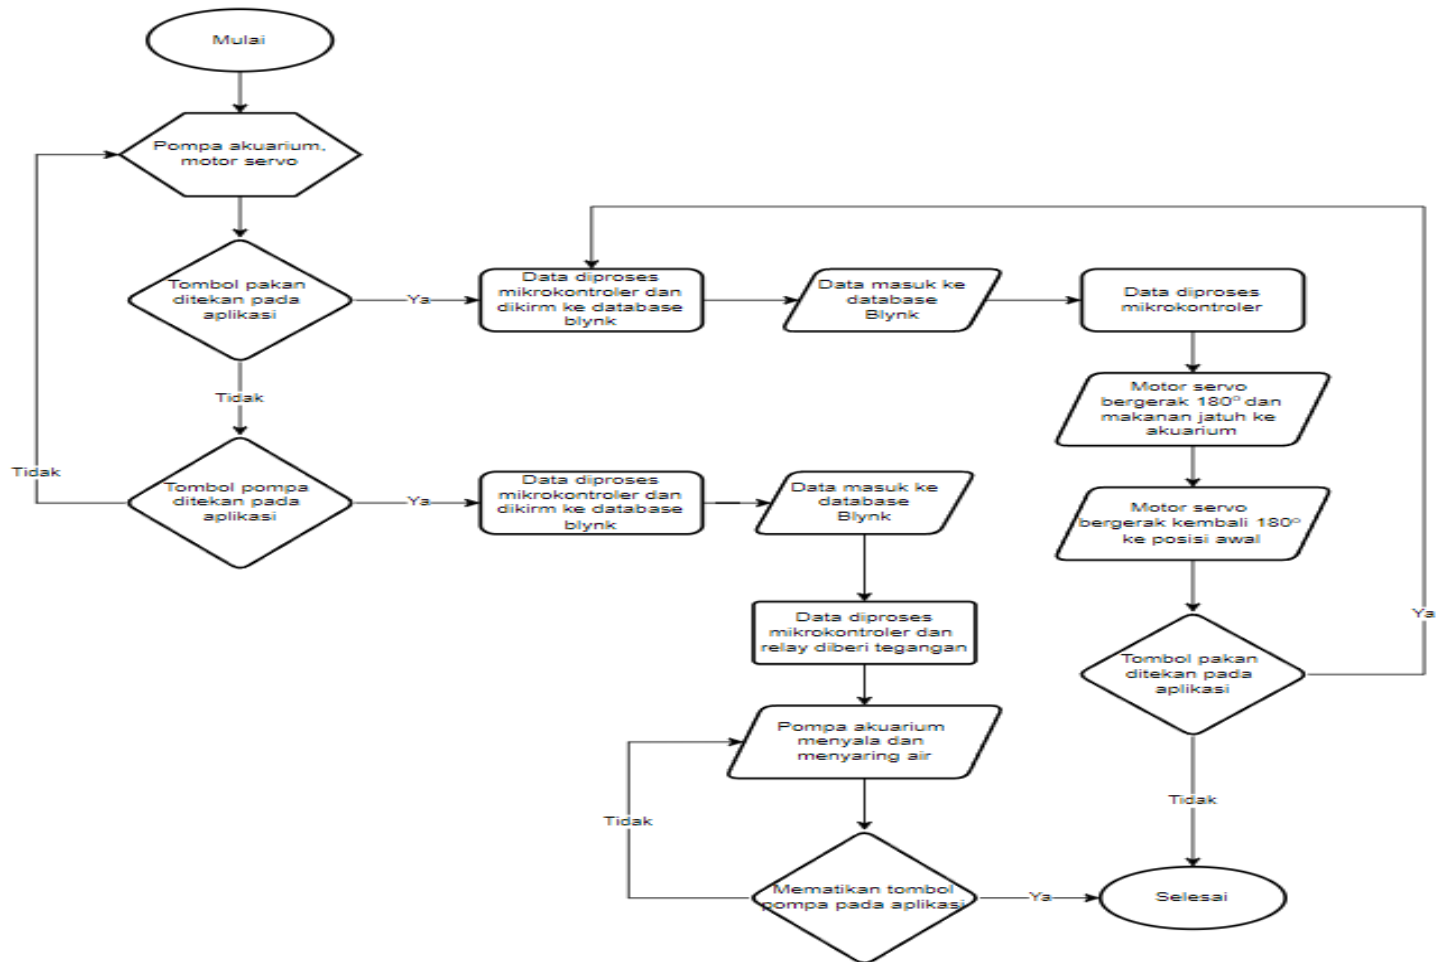 Mulai
Pompa akuarium,
motor servo
Tombol pakan
ditekan pada
aplikasi
Ya
Data diproses
mikrokontroler dan
dikirm ke database
blynk
Data masuk ke
database
Blynk
Data diproses
mikrokontroler
Motor servo
bergerak 180° dan
makanan jatuh ke
akuarium
Motor servo
bergerak kembali 180°
ke posisi awal
Tombol pakan
ditekan pada
aplikasi
Ya
Tidak
Selesai
Tidak
Tombol pompa
ditekan pada
aplikasi
Tidak
Ya
Data diproses
mikrokontroler dan
dikirm ke database
blynk
Data masuk ke
database
Blynk
Data diproses
mikrokontroler dan
relay diberi tegangan
Pompa akuarium
menyala dan
menyaring air
Tidak
Mematikan tombol
pompa pada aplikasi
Ya